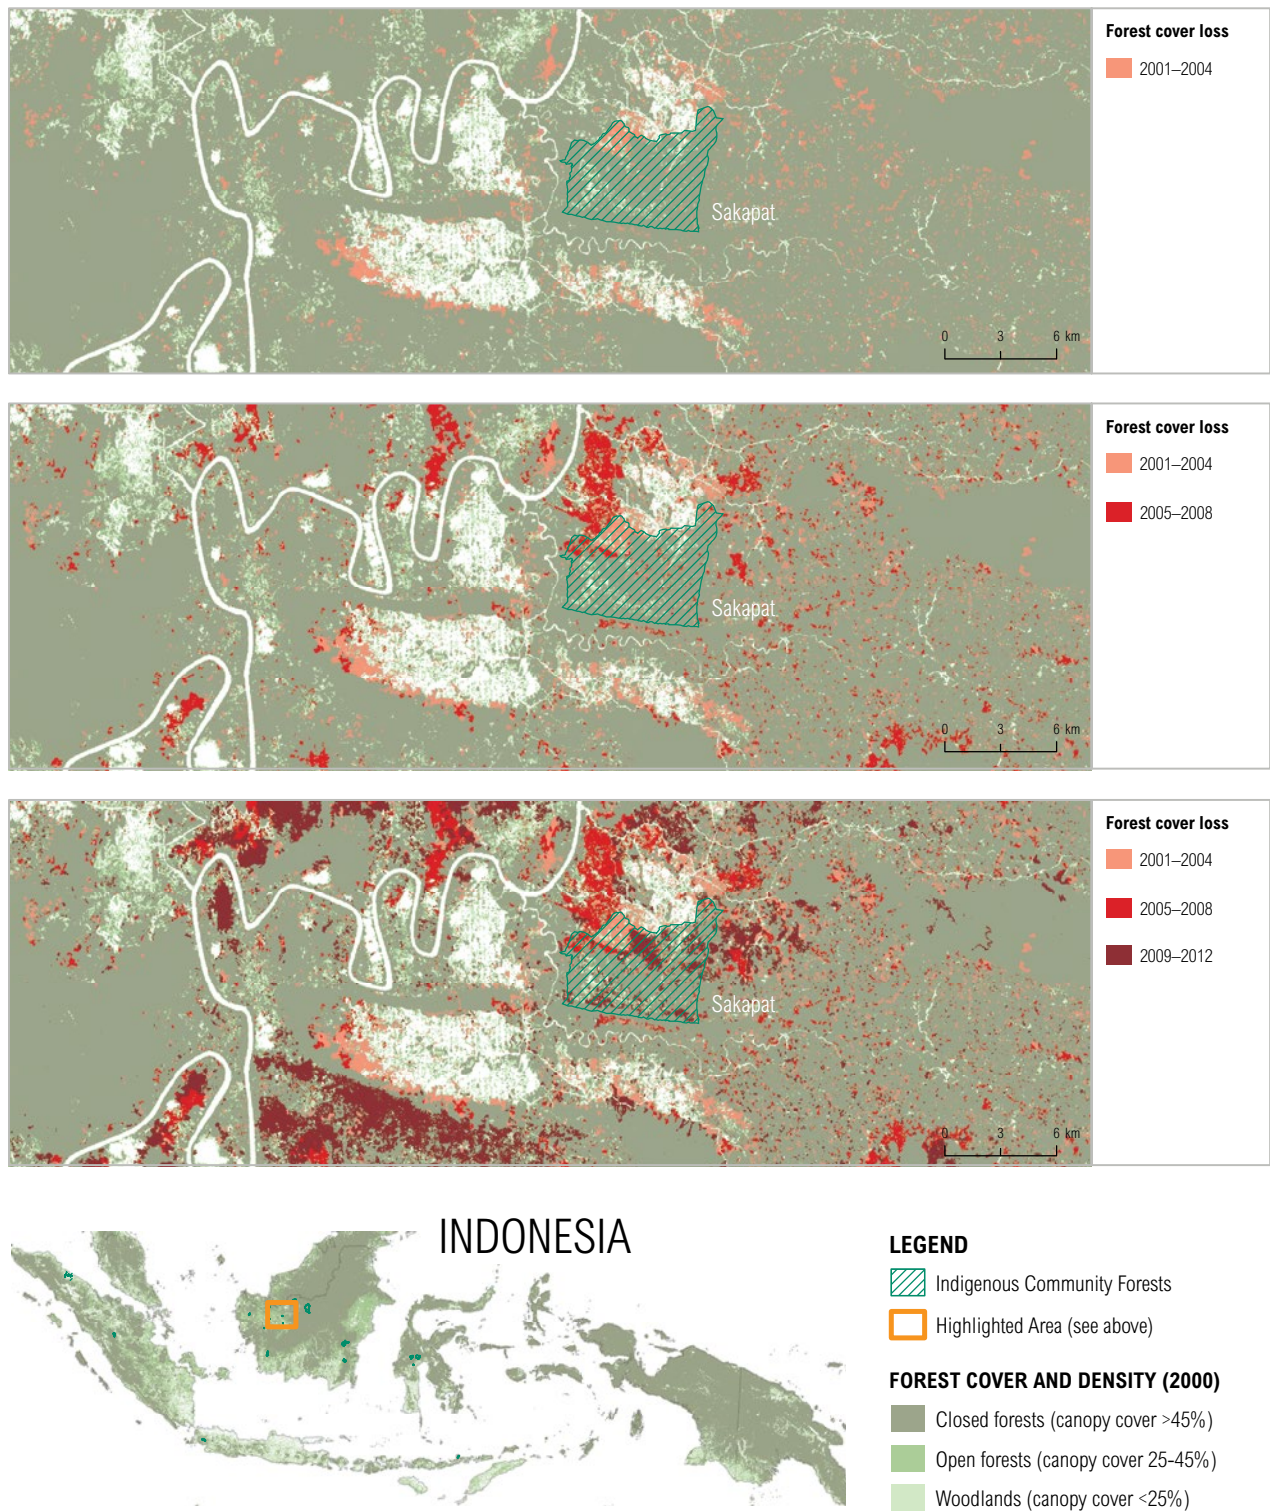 Forest cover loss
2001–2004
Sakapat
0 3 6 km
Forest cover loss
2001–2004
2005–2008
Sakapat
0 3 6 km
Forest cover loss
2001–2004
2005–2008
2009–2012
Sakapat
0 3 6 km
INDONESIA
LEGEND
Indigenous Community Forests
Highlighted Area (see above)
FOREST COVER AND DENSITY (2000)
Closed forests (canopy cover >45%)
Open forests (canopy cover 25-45%)
Woodlands (canopy cover <25%)